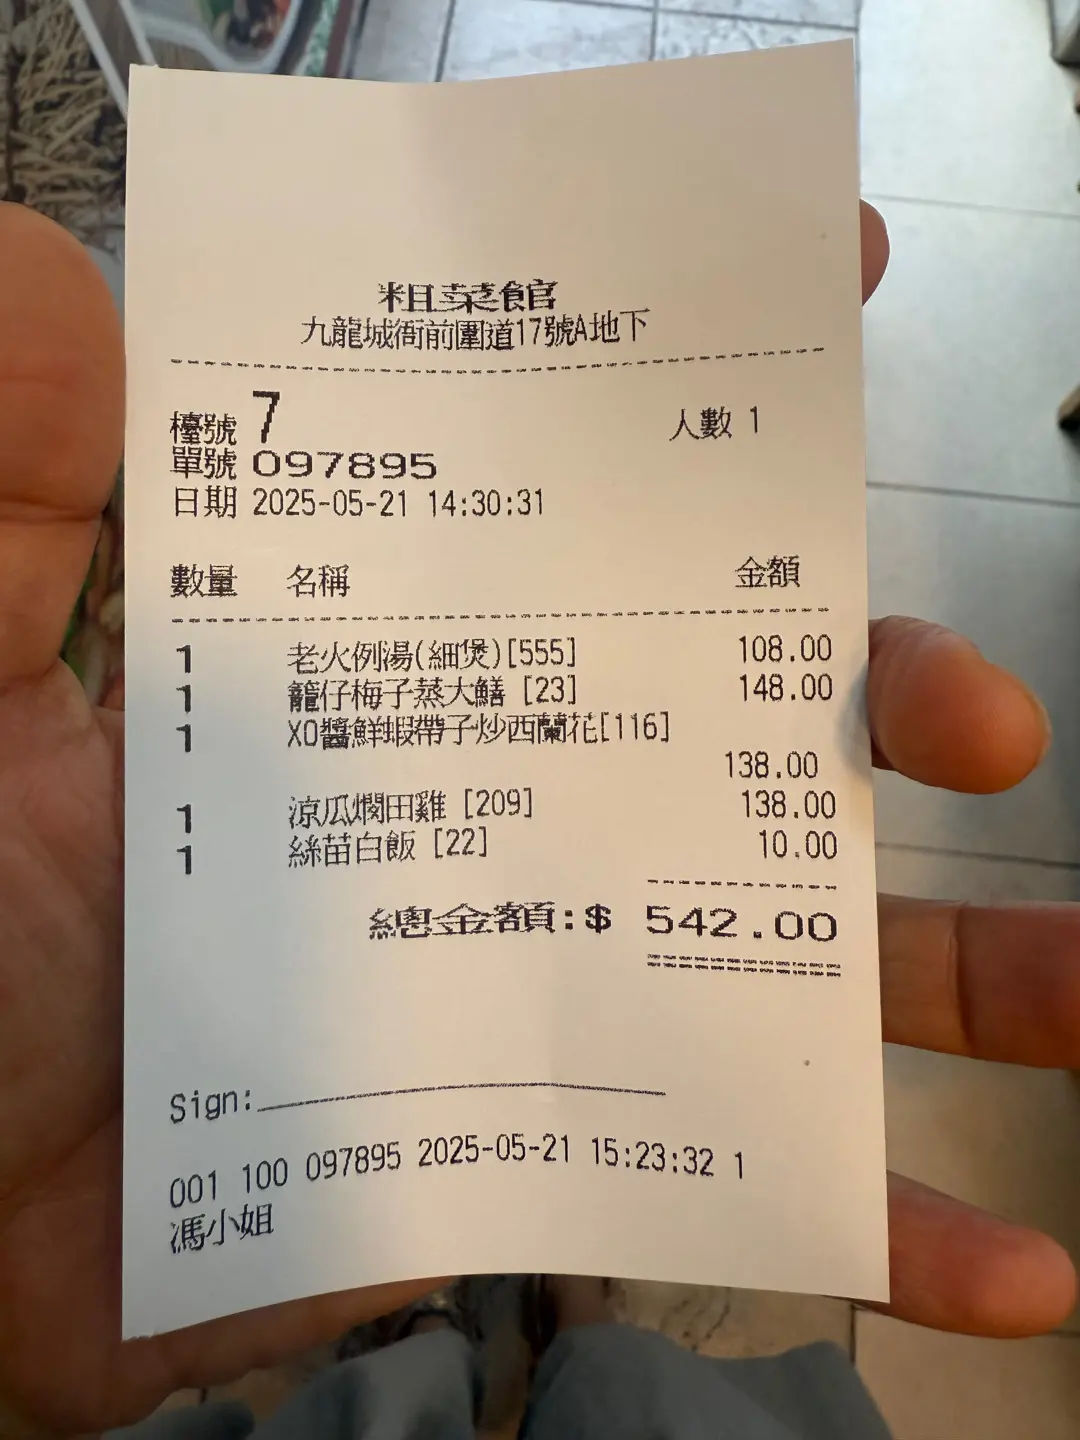 粗菜館
九龍城衙前圍道17號A地下
檯號 7 人數 1
單號 097895
日期 2025-05-21 14:30:31
數量 名稱 金額
1 老火例湯(細煲)[555] 108.00
1 籠仔梅子蒸大鱔 [23] 148.00
1 XO醬鮮蝦帶子炒西蘭花[116]
138.00
1 涼瓜燜田雞 [209] 138.00
1 絲苗白飯 [22] 10.00
總金額:$ 542.00
Sign:
001 100 097895 2025-05-21 15:23:32 1
馮小姐